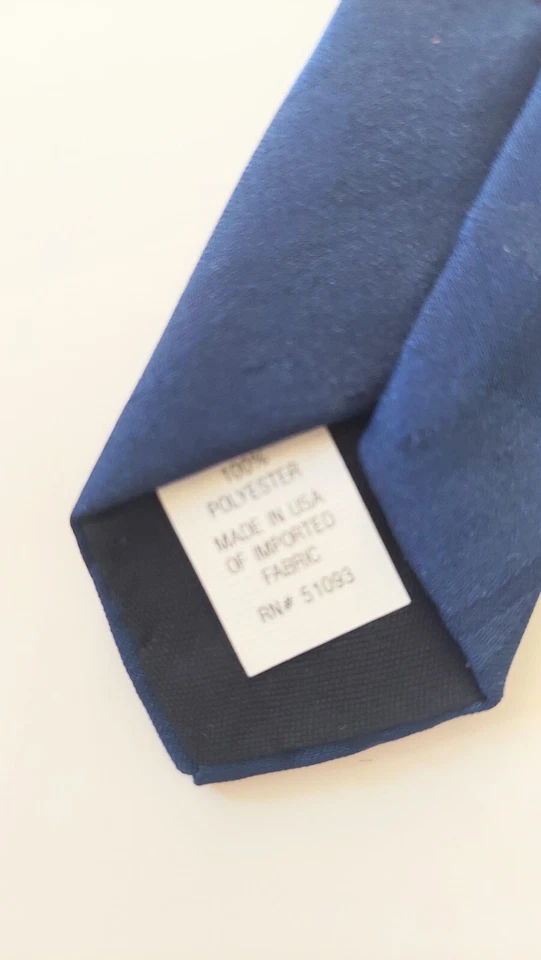 100%
POLYESTER
MADE IN USA
OF IMPORTED
FABRIC
RN# 51093